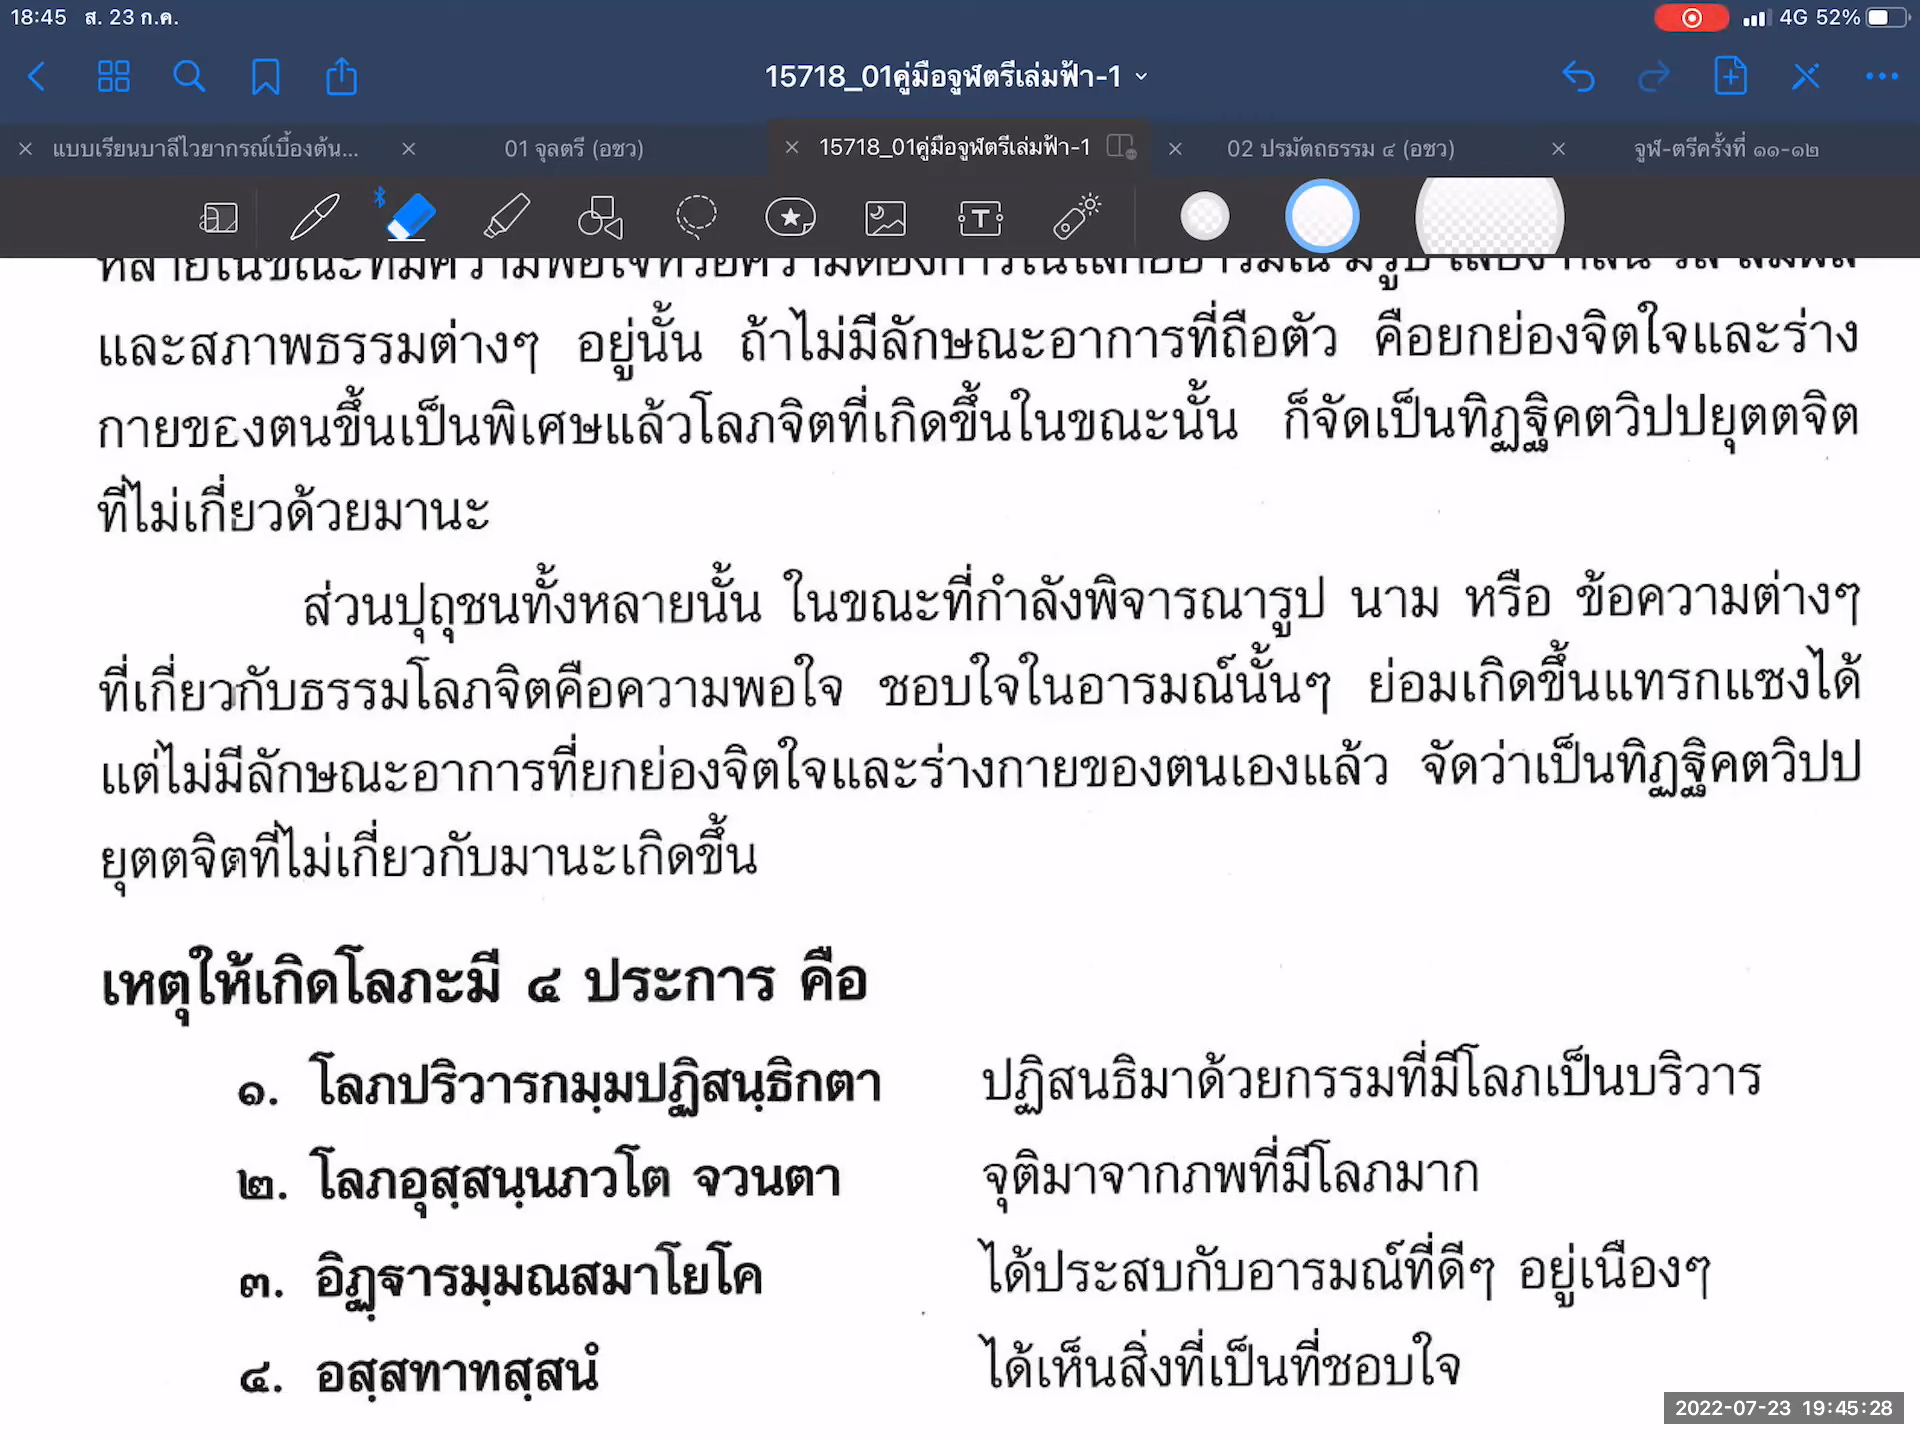 18:45 ส. 23 ก.ค.
4G 52%
15718_01คู่มือจูฬตรีเล่มฟ้า-1
แบบเรียนบาลีไวยากรณ์เบื้องต้น...
01 จุลตรี (อชว)
15718_01คู่มือจูฬตรีเล่มฟ้า-1
02 ปรมัตถธรรม ๔ (อชว)
จูฬ-ตรีครั้งที่ ๑๑-๑๒
และสภาพธรรมต่างๆ อยู่นั้น ถ้าไม่มีลักษณะอาการที่ถือตัว คือยกย่องจิตใจและร่าง
กายของตนขึ้นเป็นพิเศษแล้วโลภจิตที่เกิดขึ้นในขณะนั้น ก็จัดเป็นทิฏฐิคตวิปปยุตตจิต
ที่ไม่เกี่ยวด้วยมานะ
ส่วนปุถุชนทั้งหลายนั้น ในขณะที่กำลังพิจารณารูป นาม หรือ ข้อความต่างๆ
ที่เกี่ยวกับธรรมโลภจิตคือความพอใจ ชอบใจในอารมณ์นั้นๆ ย่อมเกิดขึ้นแทรกแซงได้
แต่ไม่มีลักษณะอาการที่ยกย่องจิตใจและร่างกายของตนเองแล้ว จัดว่าเป็นทิฏฐิคตวิปป
ยุตตจิตที่ไม่เกี่ยวกับมานะเกิดขึ้น
เหตุให้เกิดโลภะมี ๔ ประการ คือ
๑. โลภปริวารกมฺมปฏิสนฺธิกตา ปฏิสนธิมาด้วยกรรมที่มีโลภเป็นบริวาร
๒. โลภอุสฺสนฺนภวโต จวนตา จุติมาจากภพที่มีโลภมาก
๓. อิฏฺฐารมฺมณสมาโยโค ได้ประสบกับอารมณ์ที่ดีๆ อยู่เนืองๆ
๔. อสฺสาทาทสฺสนํ ได้เห็นสิ่งที่เป็นที่ชอบใจ
2022-07-23 19:45:28